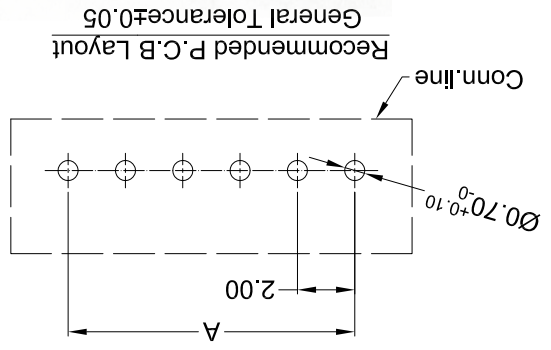 A
2.00
Ø0.70+0.10
-0
Conn.line
Recommended P.C.B Layout
General Tolerance±0.05